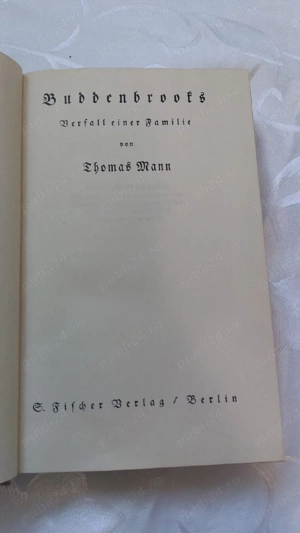 Buddenbrooks
Verfall einer Familie
von
Thomas Mann
S. Fischer Verlag / Berlin